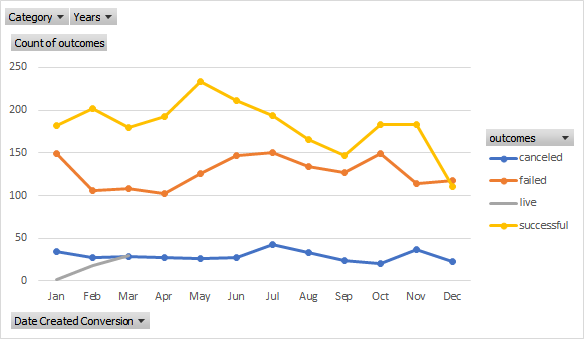 Category Years
Count of outcomes
250
200
150
100
50
0
Jan Feb Mar Apr May Jun Jul Aug Sep Oct Nov Dec
outcomes
canceled
failed
live
successful
Date Created Conversion